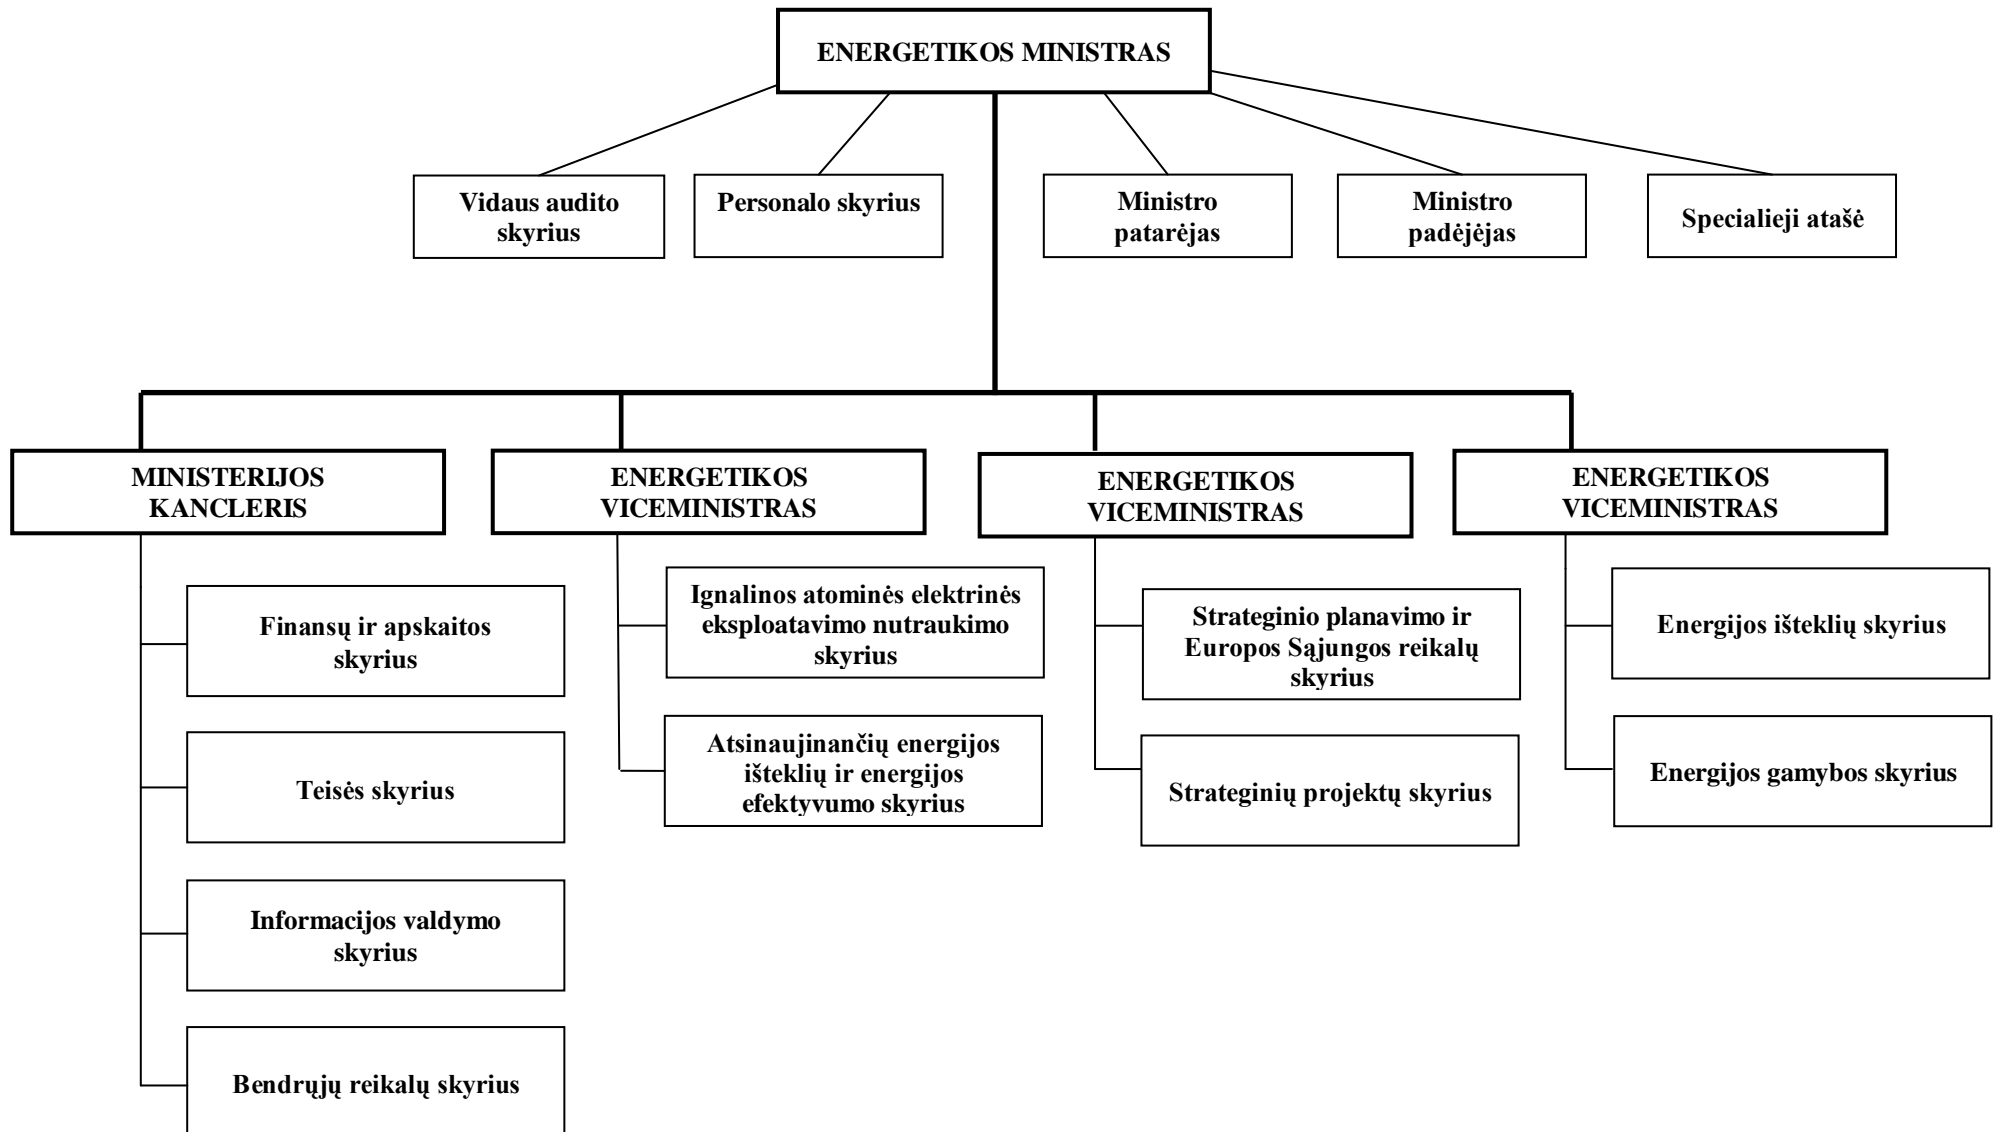 ENERGETIKOS MINISTRAS
Vidaus audito
skyrius
Personalo skyrius
Ministro
patarėjas
Ministro
padėjėjas
Specialieji atašė
MINISTERIJOS
KANCLERIS
ENERGETIKOS
VICEMINISTRAS
ENERGETIKOS
VICEMINISTRAS
ENERGETIKOS
VICEMINISTRAS
Finansų ir apskaitos
skyrius
Teisės skyrius
Informacijos valdymo
skyrius
Bendrųjų reikalų skyrius
Ignalinos atominės elektrinės
eksploatavimo nutraukimo
skyrius
Atsinaujinančių energijos
išteklių ir energijos
efektyvumo skyrius
Strateginio planavimo ir
Europos Sąjungos reikalų
skyrius
Strateginių projektų skyrius
Energijos išteklių skyrius
Energijos gamybos skyrius